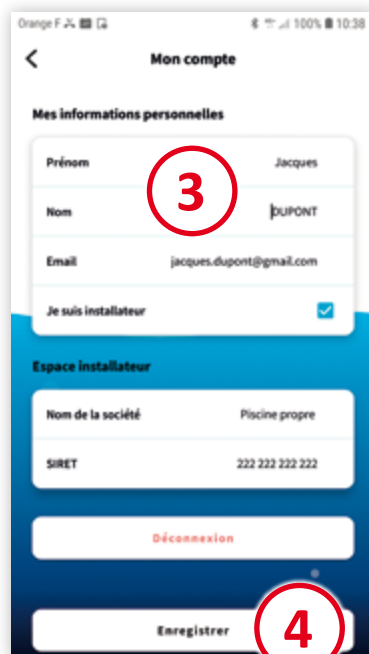 Orange F 100% 10:38
Mon compte
Mes informations personnelles
Prénom Jacques
3
Nom DUPONT
Email jacques.dupont@gmail.com
Je suis installateur
Espace installateur
Nom de la société Piscine propre
SIRET 222 222 222 222
Déconnexion
Enregistrer 4